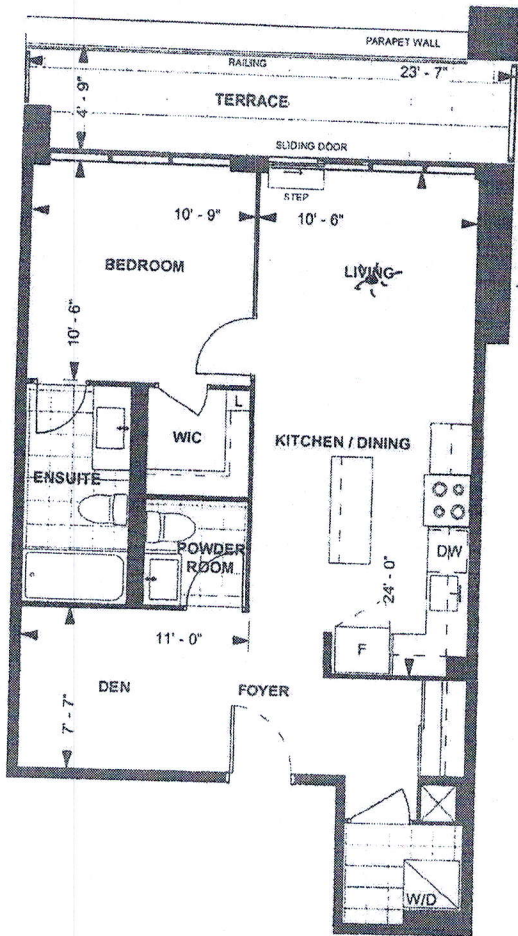 PARAPET WALL
RAILING
23' - 7"
4' - 9"
TERRACE
SLIDING DOOR
STEP
10' - 9"
10' - 6"
BEDROOM
LIVING
10' - 6"
L
WIC
KITCHEN / DINING
ENSUITE
POWDER
ROOM
DW
24' - 0"
F
11' - 0"
DEN
FOYER
7' - 7"
W/D